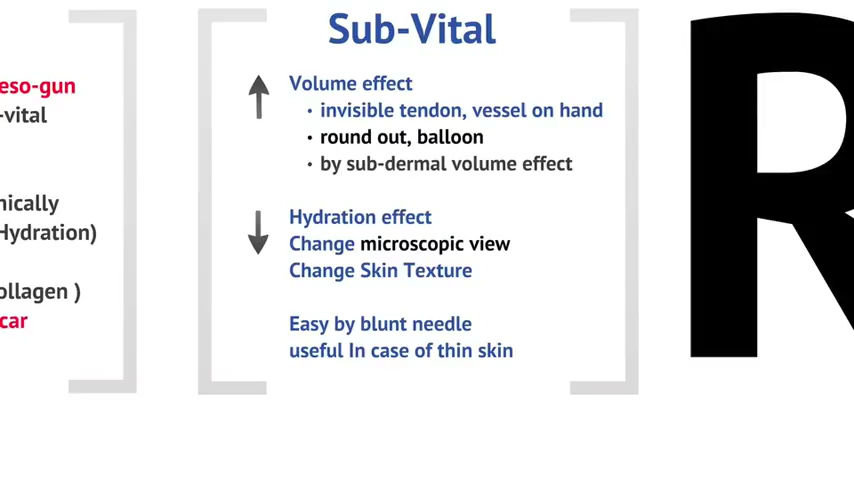 eso-gun
-vital
nically
Hydration)
ollagen )
car
Sub-Vital
Volume effect
• invisible tendon, vessel on hand
• round out, balloon
• by sub-dermal volume effect
Hydration effect
Change microscopic view
Change Skin Texture
Easy by blunt needle
useful In case of thin skin
R